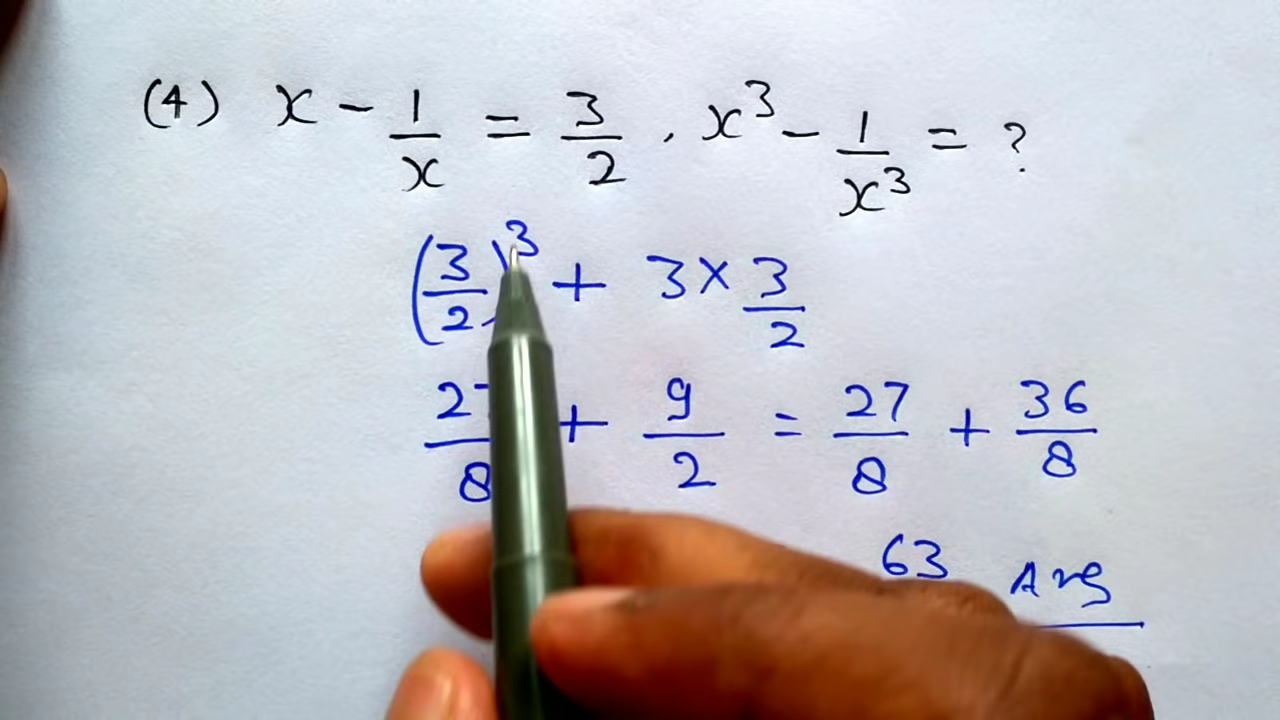 (4) x - 1/x = 3/2 , x³ - 1/x³ = ?
(3/2)³ + 3 × 3/2
27/8 + 9/2 = 27/8 + 36/8
63 Ans